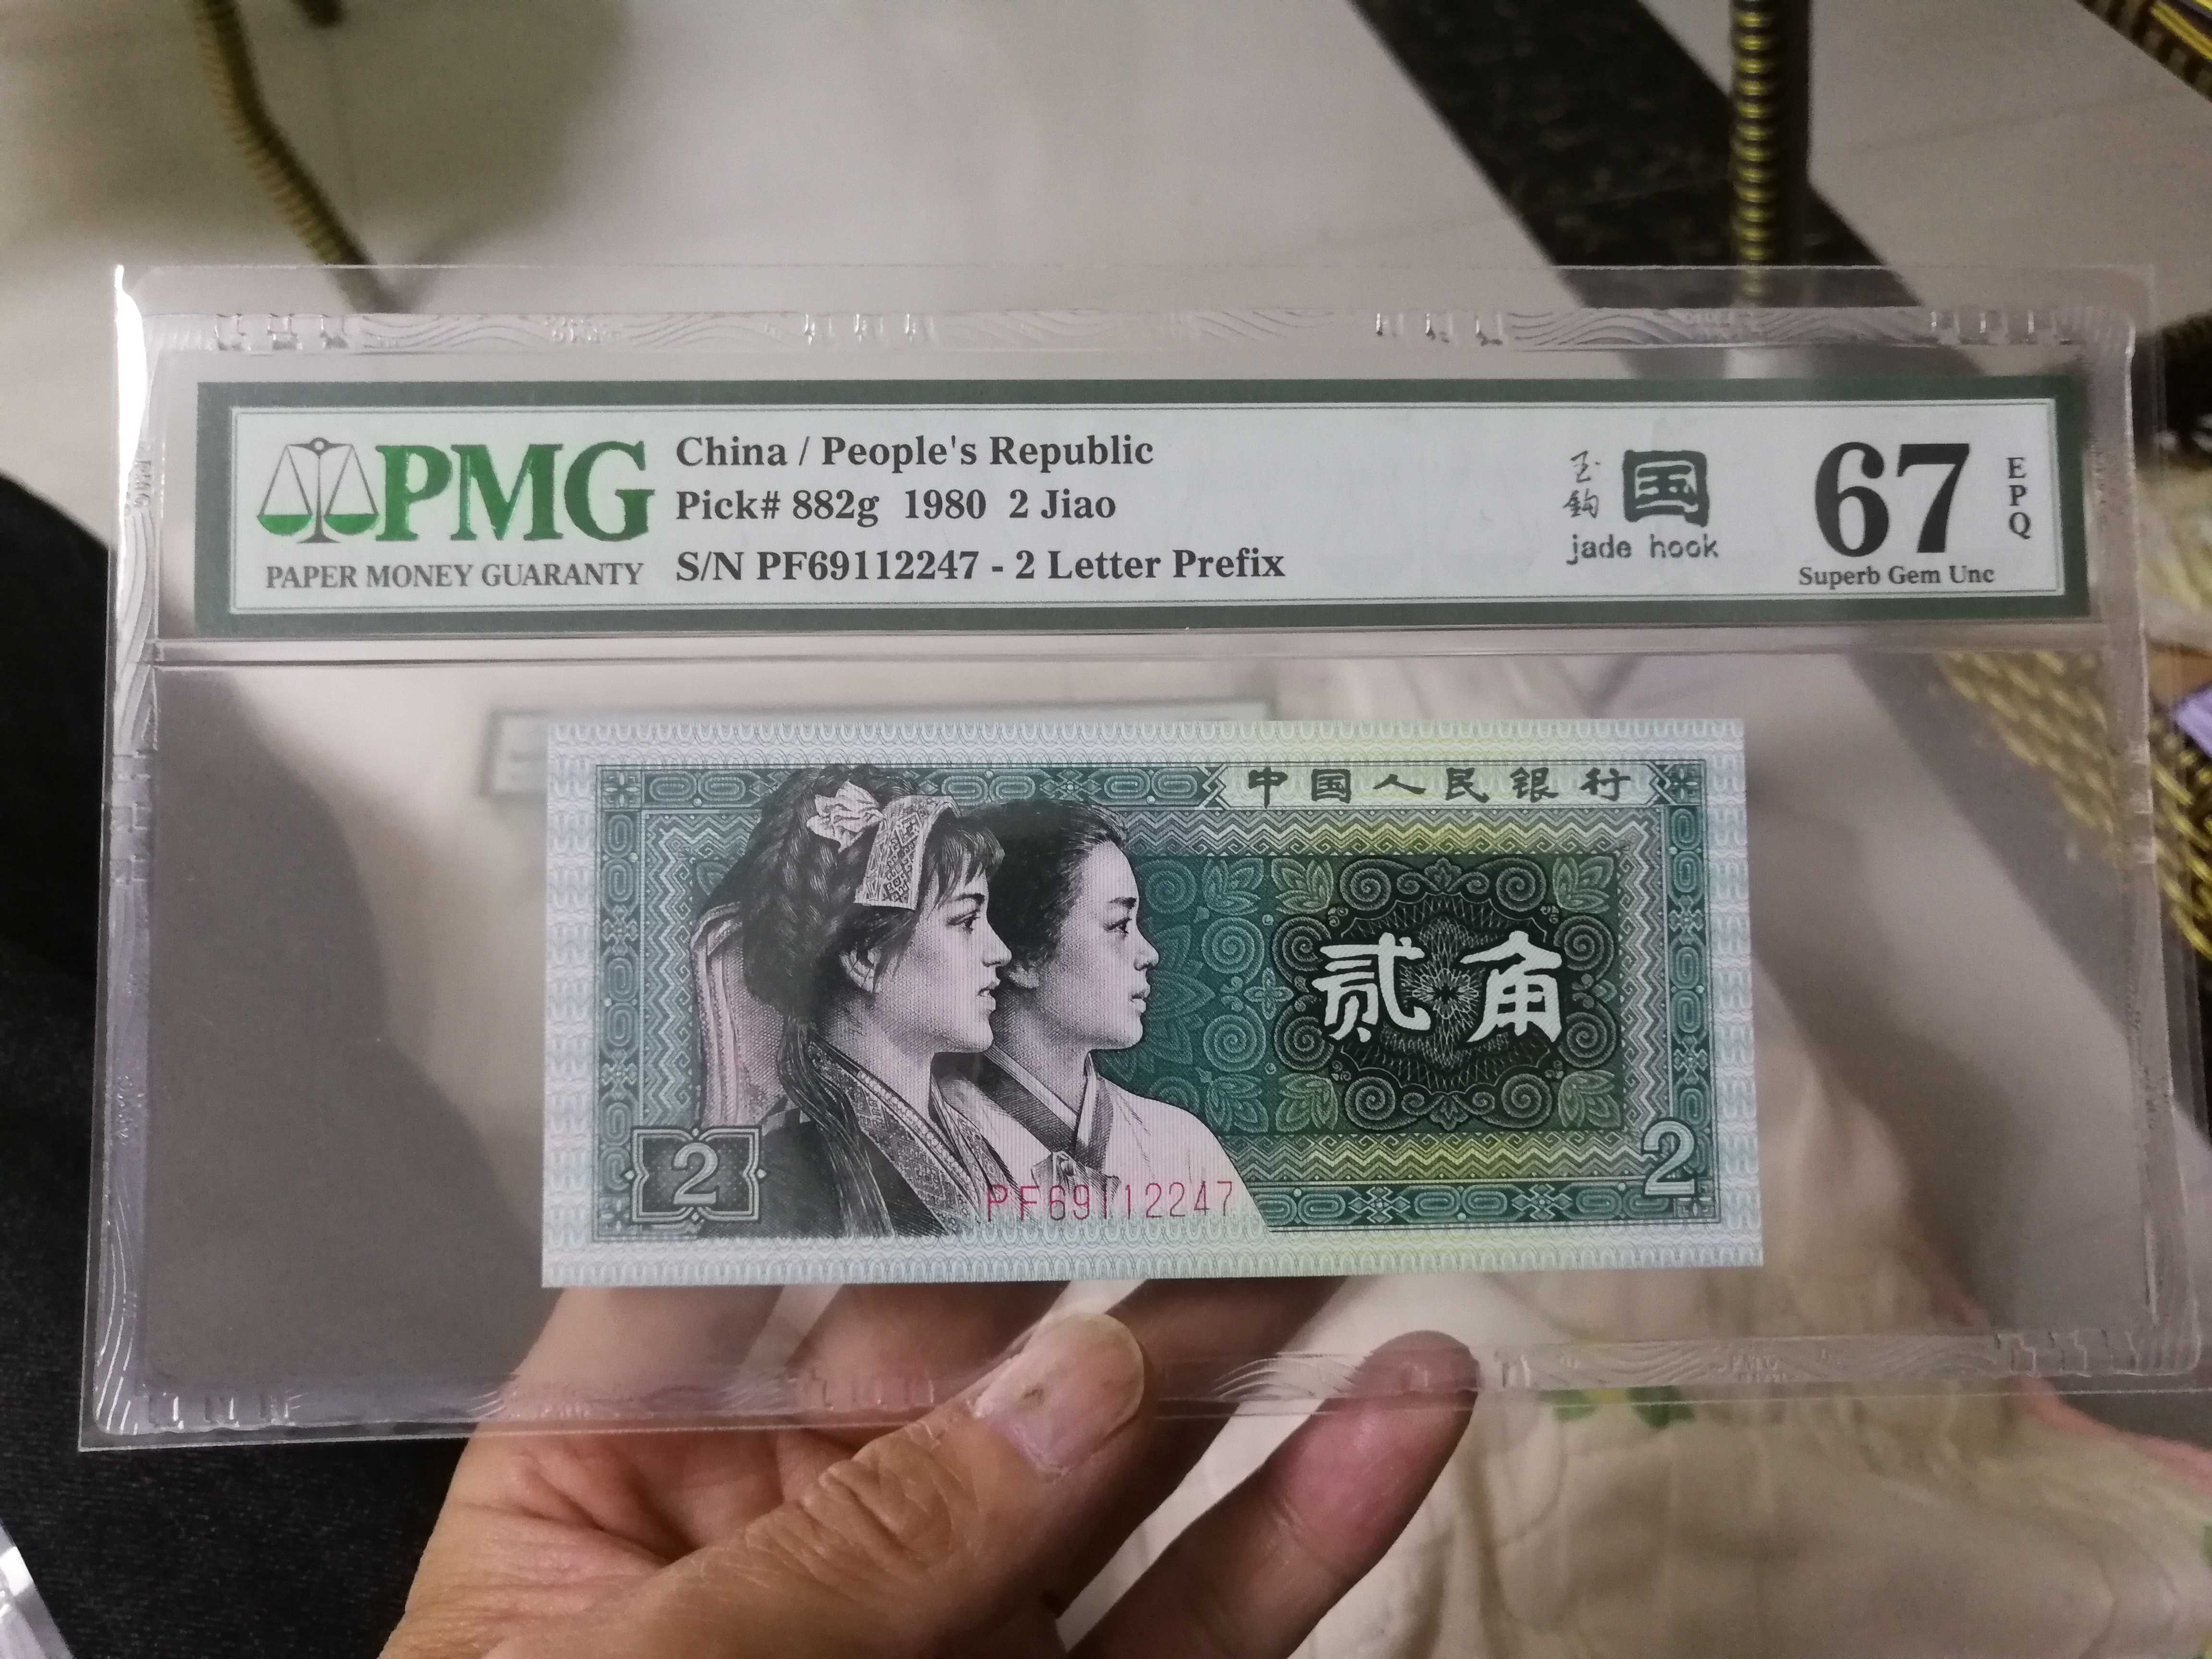 PMG
PAPER MONEY GUARANTY
China / People's Republic
Pick# 882g 1980 2 Jiao
S/N PF69112247 - 2 Letter Prefix
玉钩
国
jade hook
67
EPQ
Superb Gem Unc
中国人民银行
贰角
2
2
PF69112247